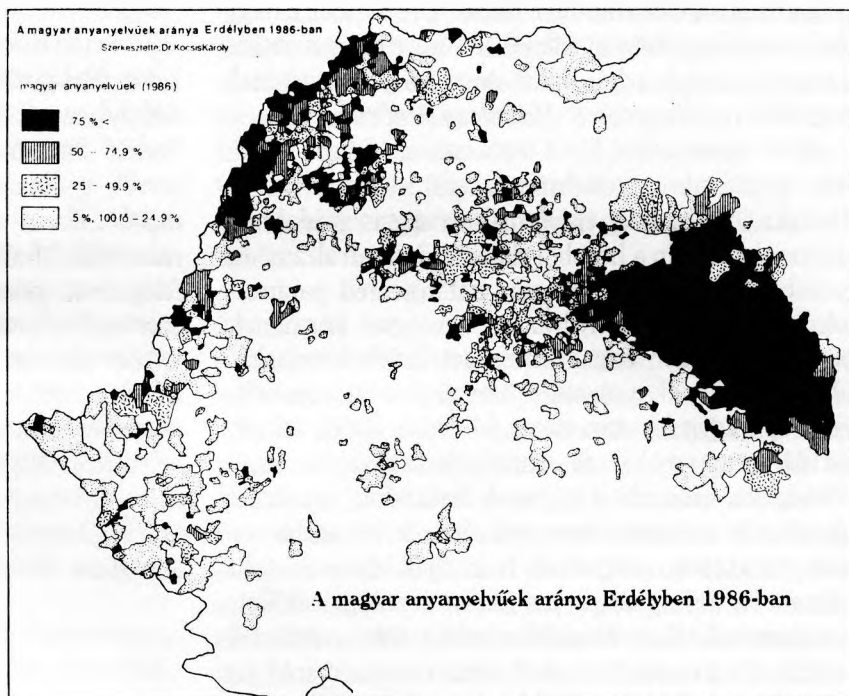 A magyar anyanyelvűek aránya Erdélyben 1986-ban
Szerkesztette: Dr Kocsis Károly
magyar anyanyelvűek (1986)
75 % -<
50 - 74,9 %
25 - 49,9 %
5%, 100 fő - 24,9 %
A magyar anyanyelvűek aránya Erdélyben 1986-ban